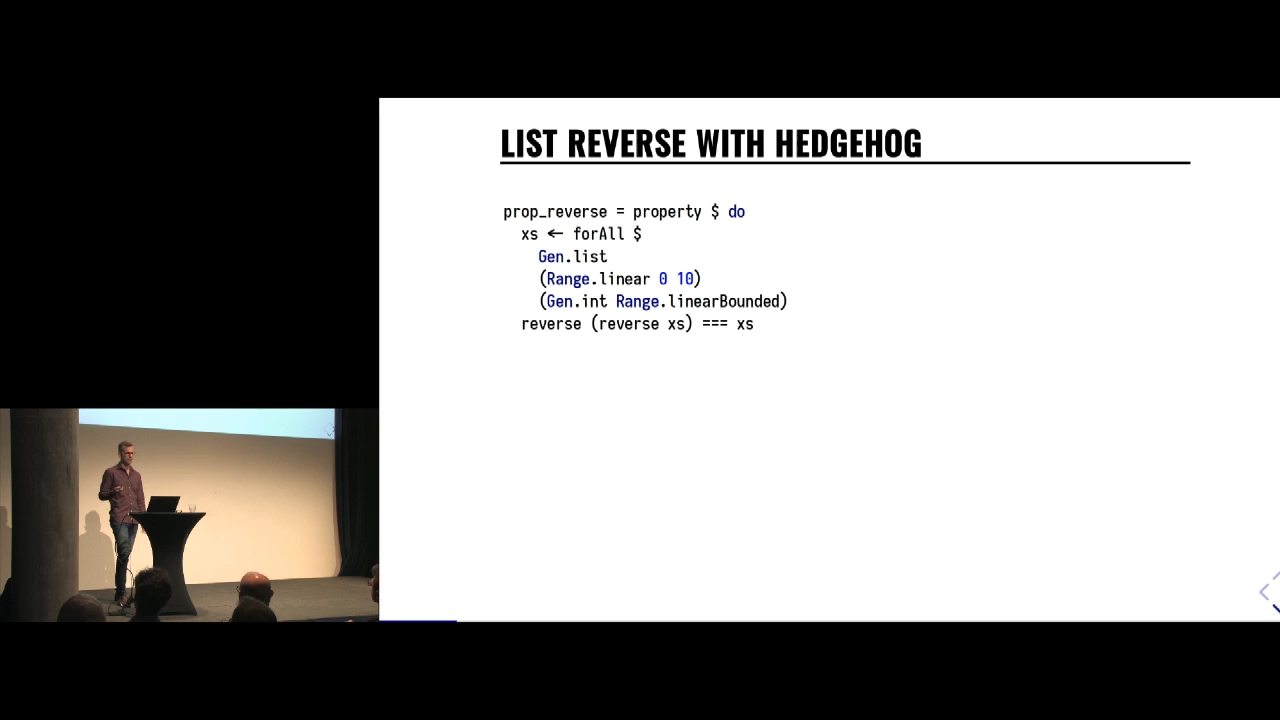 LIST REVERSE WITH HEDGEHOG
prop_reverse = property $ do
xs ← forAll $
Gen.list
(Range.linear 0 10)
(Gen.int Range.linearBounded)
reverse (reverse xs) === xs